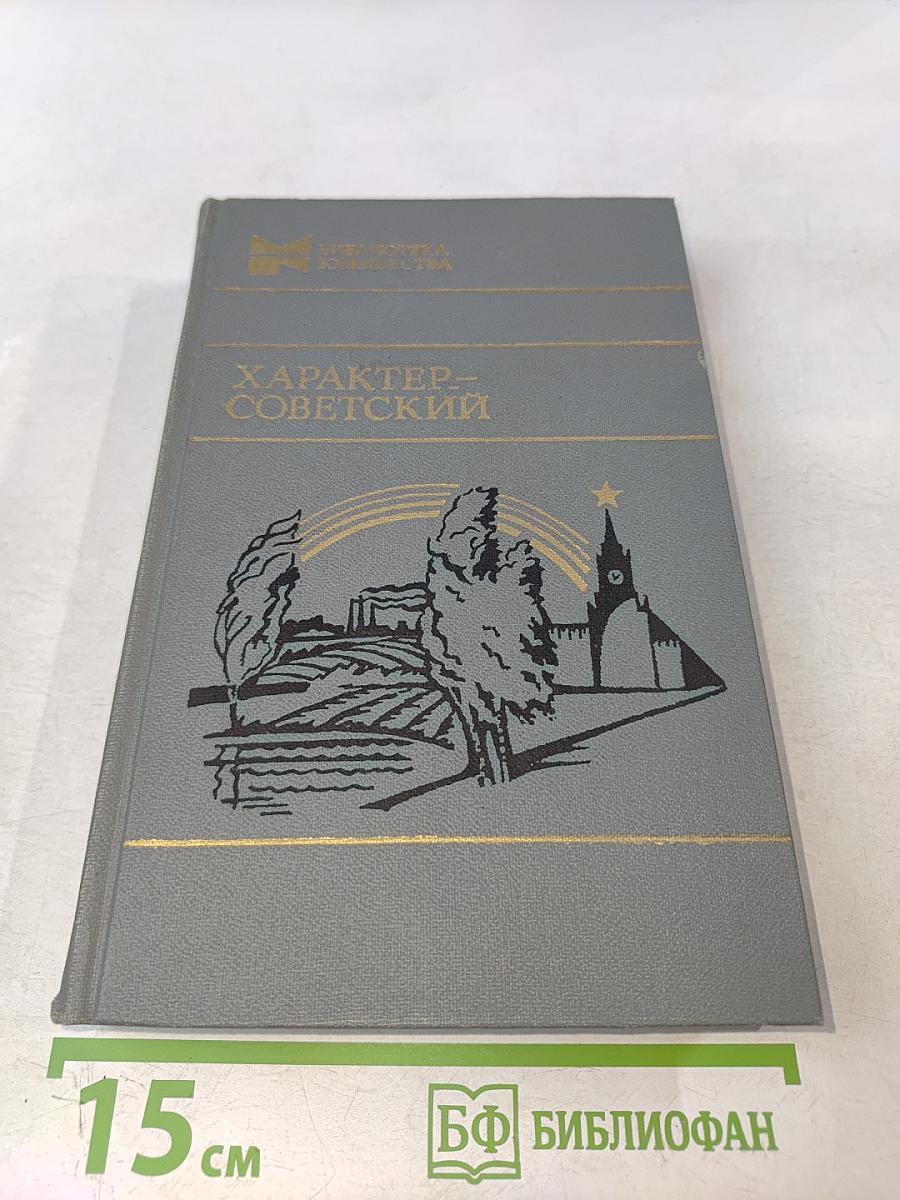 БИБЛИОТЕКА
ЮНОШЕСТВА
ХАРАКТЕР-
СОВЕТСКИЙ
15 см
БФ БИБЛИОФАН